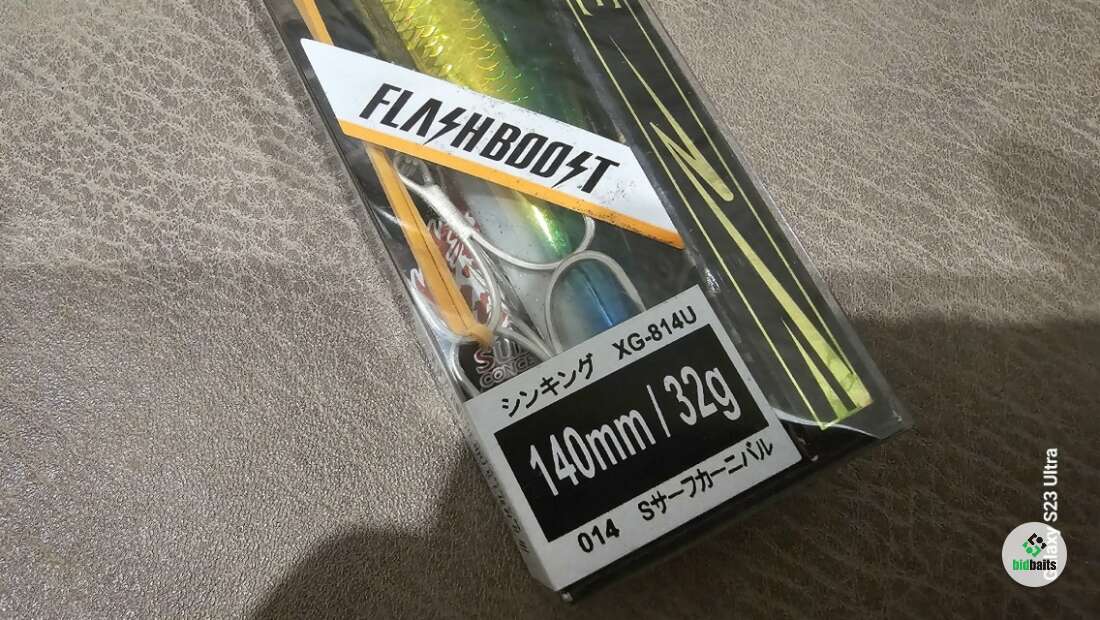 FLASHBOOST
シンキング XG-814U
140mm / 32g
014 Sサーフカーニバル
Galaxy S23 Ultra
bidbaits